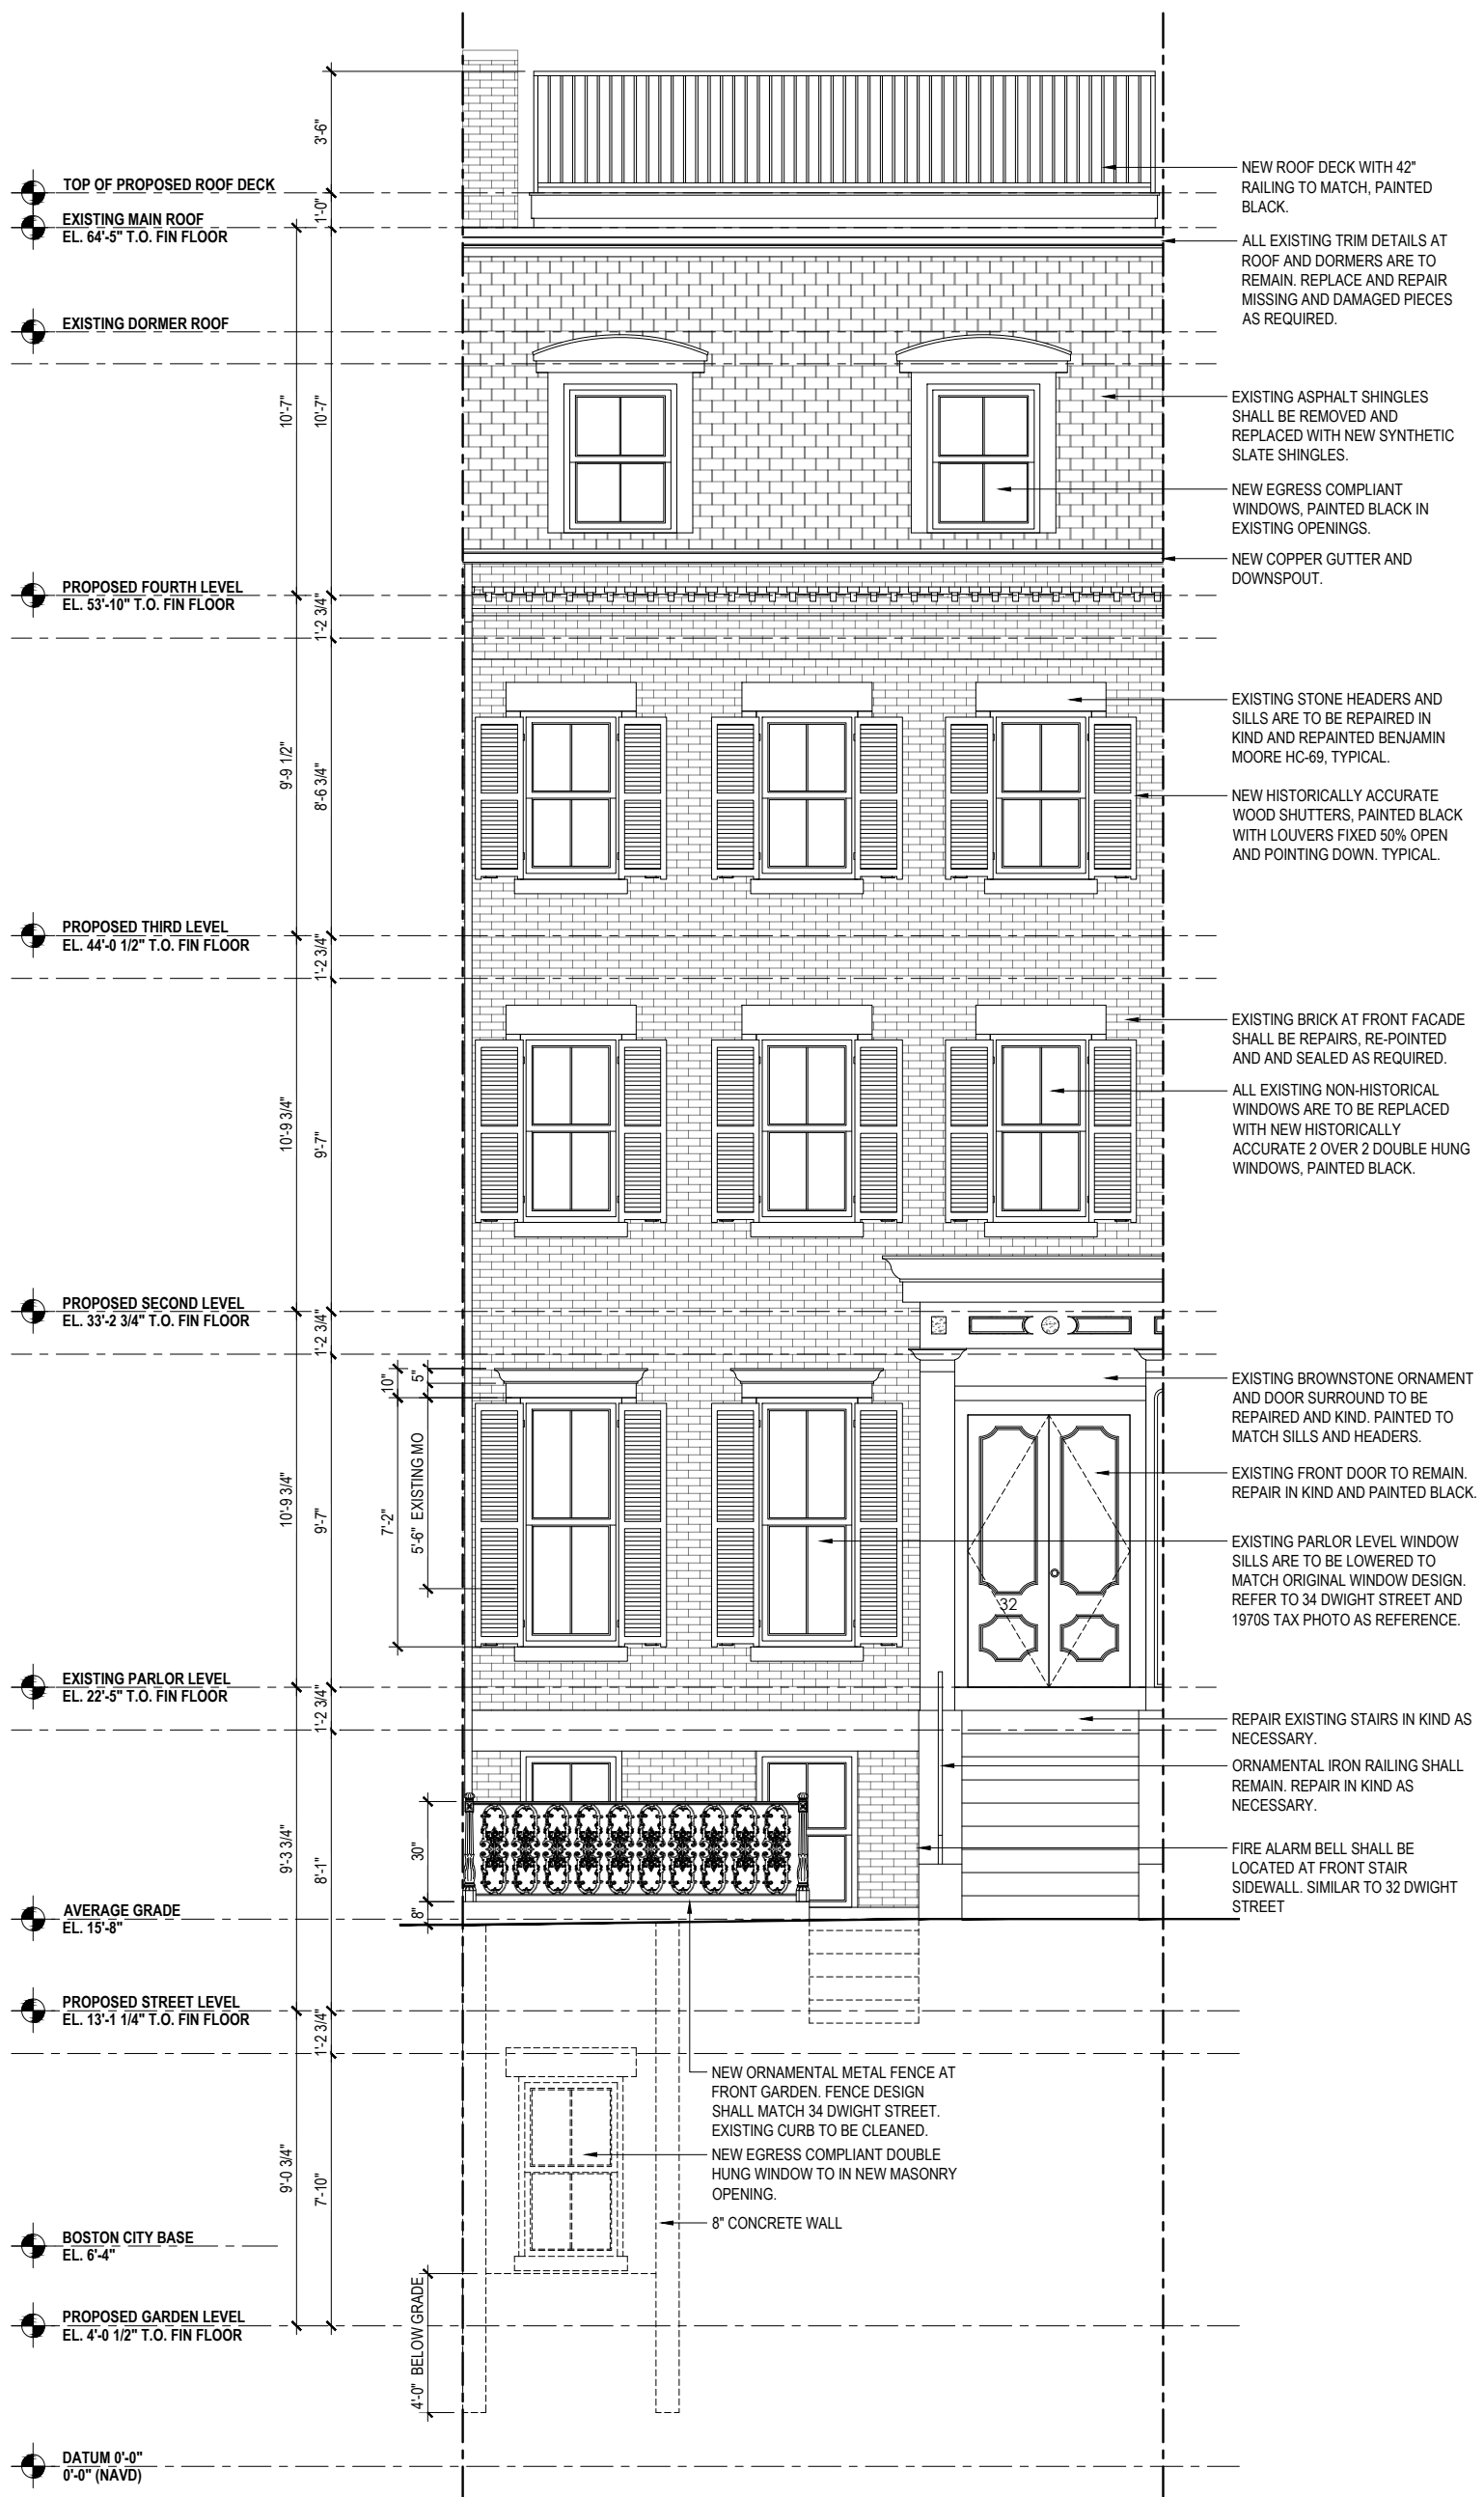 TOP OF PROPOSED ROOF DECK
EXISTING MAIN ROOF
EL. 64'-5" T.O. FIN FLOOR
EXISTING DORMER ROOF
PROPOSED FOURTH LEVEL
EL. 53'-10" T.O. FIN FLOOR
PROPOSED THIRD LEVEL
EL. 44'-0 1/2" T.O. FIN FLOOR
PROPOSED SECOND LEVEL
EL. 33'-2 3/4" T.O. FIN FLOOR
EXISTING PARLOR LEVEL
EL. 22'-5" T.O. FIN FLOOR
AVERAGE GRADE
EL. 15'-8"
PROPOSED STREET LEVEL
EL. 13'-1 1/4" T.O. FIN FLOOR
BOSTON CITY BASE
EL. 6'-4"
PROPOSED GARDEN LEVEL
EL. 4'-0 1/2" T.O. FIN FLOOR
DATUM 0'-0"
0'-0" (NAVD)
10'-7"
9'-9 1/2"
10'-9 3/4"
10'-9 3/4"
9'-3 3/4"
9'-0 3/4"
3'-6"
1'-0"
10'-7"
1'-2 3/4"
8'-6 3/4"
1'-2 3/4"
9'-7"
1'-2 3/4"
9'-7"
1'-2 3/4"
8'-1"
1'-2 3/4"
7'-10"
10"
7'-2"
5"
5'-6" EXISTING MO
30"
8"
4'-0" BELOW GRADE
32
NEW ROOF DECK WITH 42"
RAILING TO MATCH, PAINTED
BLACK.
ALL EXISTING TRIM DETAILS AT
ROOF AND DORMERS ARE TO
REMAIN. REPLACE AND REPAIR
MISSING AND DAMAGED PIECES
AS REQUIRED.
EXISTING ASPHALT SHINGLES
SHALL BE REMOVED AND
REPLACED WITH NEW SYNTHETIC
SLATE SHINGLES.
NEW EGRESS COMPLIANT
WINDOWS, PAINTED BLACK IN
EXISTING OPENINGS.
NEW COPPER GUTTER AND
DOWNSPOUT.
EXISTING STONE HEADERS AND
SILLS ARE TO BE REPAIRED IN
KIND AND REPAINTED BENJAMIN
MOORE HC-69, TYPICAL.
NEW HISTORICALLY ACCURATE
WOOD SHUTTERS, PAINTED BLACK
WITH LOUVERS FIXED 50% OPEN
AND POINTING DOWN. TYPICAL.
EXISTING BRICK AT FRONT FACADE
SHALL BE REPAIRS, RE-POINTED
AND AND SEALED AS REQUIRED.
ALL EXISTING NON-HISTORICAL
WINDOWS ARE TO BE REPLACED
WITH NEW HISTORICALLY
ACCURATE 2 OVER 2 DOUBLE HUNG
WINDOWS, PAINTED BLACK.
EXISTING BROWNSTONE ORNAMENT
AND DOOR SURROUND TO BE
REPAIRED AND KIND. PAINTED TO
MATCH SILLS AND HEADERS.
EXISTING FRONT DOOR TO REMAIN.
REPAIR IN KIND AND PAINTED BLACK.
EXISTING PARLOR LEVEL WINDOW
SILLS ARE TO BE LOWERED TO
MATCH ORIGINAL WINDOW DESIGN.
REFER TO 34 DWIGHT STREET AND
1970S TAX PHOTO AS REFERENCE.
REPAIR EXISTING STAIRS IN KIND AS
NECESSARY.
ORNAMENTAL IRON RAILING SHALL
REMAIN. REPAIR IN KIND AS
NECESSARY.
FIRE ALARM BELL SHALL BE
LOCATED AT FRONT STAIR
SIDEWALL. SIMILAR TO 32 DWIGHT
STREET
NEW ORNAMENTAL METAL FENCE AT
FRONT GARDEN. FENCE DESIGN
SHALL MATCH 34 DWIGHT STREET.
EXISTING CURB TO BE CLEANED.
NEW EGRESS COMPLIANT DOUBLE
HUNG WINDOW TO IN NEW MASONRY
OPENING.
8" CONCRETE WALL